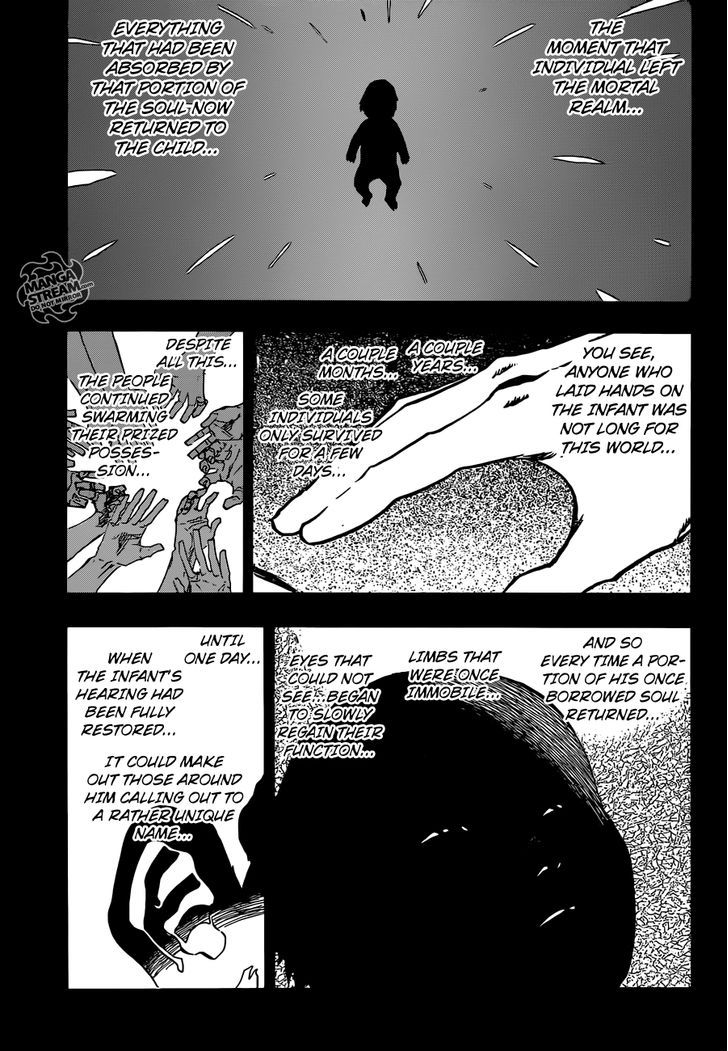 THE
MOMENT THAT
INDIVIDUAL LEFT
THE MORTAL
REALM...
EVERYTHING
THAT HAD BEEN
ABSORBED BY
THAT PORTION OF
THE SOUL NOW
RETURNED TO
THE CHILD...
MANGA
STREAM.com
DO NOT MIRROR
YOU SEE,
ANYONE WHO
LAID HANDS ON
THE INFANT WAS
NOT LONG FOR
THIS WORLD...
A COUPLE
YEARS...
A COUPLE
MONTHS...
SOME
INDIVIDUALS
ONLY SURVIVED
FOR A FEW
DAYS...
DESPITE
ALL THIS...
THE PEOPLE
CONTINUED
SWARMING
THEIR PRIZED
POSSES-
SION...
AND SO
EVERY TIME A POR-
TION OF HIS ONCE
BORROWED SOUL
RETURNED...
LIMBS THAT
WERE ONCE
IMMOBILE...
EYES THAT
COULD NOT
SEE...BEGAN
TO SLOWLY
REGAIN THEIR
FUNCTION...
UNTIL
ONE DAY...
WHEN
THE INFANT'S
HEARING HAD
BEEN FULLY
RESTORED...
IT COULD MAKE
OUT THOSE AROUND
HIM CALLING OUT TO
A RATHER UNIQUE
NAME...